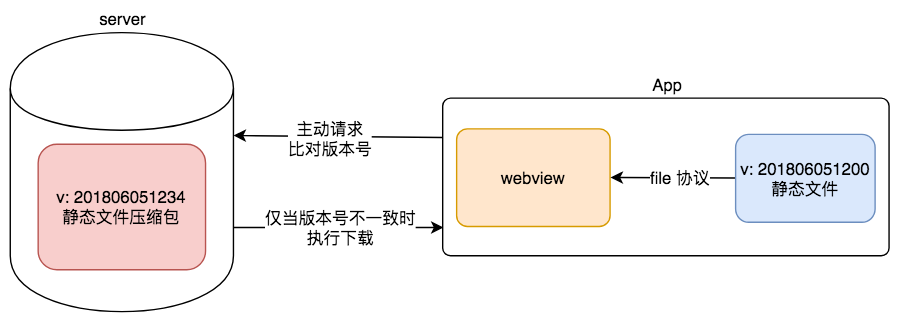 server
App
主动请求
比对版本号
v: 201806051234
静态文件压缩包
仅当版本号不一致时
执行下载
webview
file 协议
v: 201806051200
静态文件